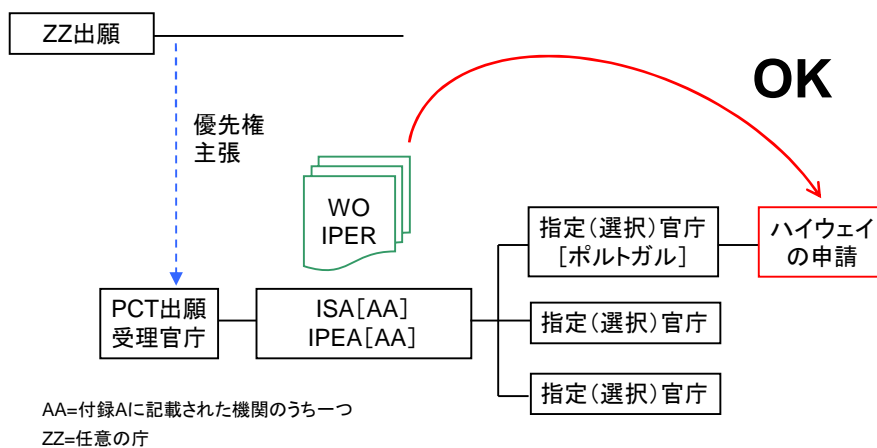 ZZ出願
OK
優先権
主張
WO
IPER
指定(選択)官庁
[ポルトガル]
ハイウェイ
の申請
PCT出願
受理官庁
ISA[AA]
IPEA[AA]
指定(選択)官庁
指定(選択)官庁
AA=付録Aに記載された機関のうち一つ
ZZ=任意の庁